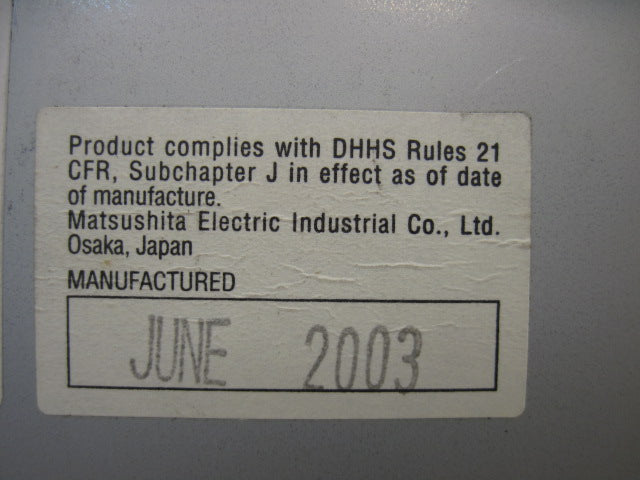 Product complies with DHHS Rules 21
CFR, Subchapter J in effect as of date
of manufacture.
Matsushita Electric Industrial Co., Ltd.
Osaka, Japan
MANUFACTURED
JUNE 2003